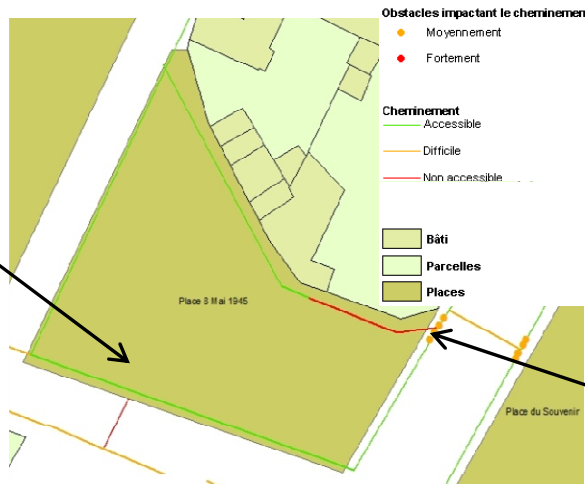 Obstacles impactant le cheminemen
Moyennement
Fortement
Cheminement
Accessible
Difficile
Non accessible
Bâti
Parcelles
Places
Place 8 Mai 1945
Place du Souvenir